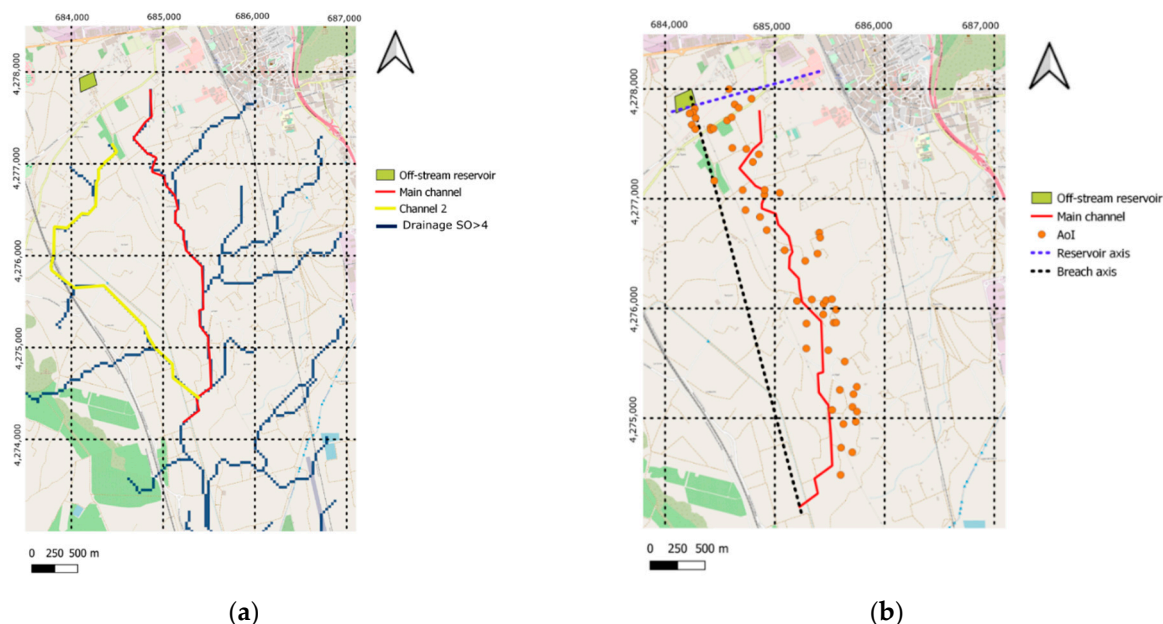 684,000 685,000 686,000 687,000
4,278,000
4,277,000
4,276,000
4,275,000
4,274,000
Off-stream reservoir
Main channel
Channel 2
Drainage SO>4
0 250 500 m
(a)
684,000 685,000 686,000 687,000
4,278,000
4,277,000
4,276,000
4,275,000
Off-stream reservoir
Main channel
AoI
Reservoir axis
Breach axis
0 250 500 m
(b)